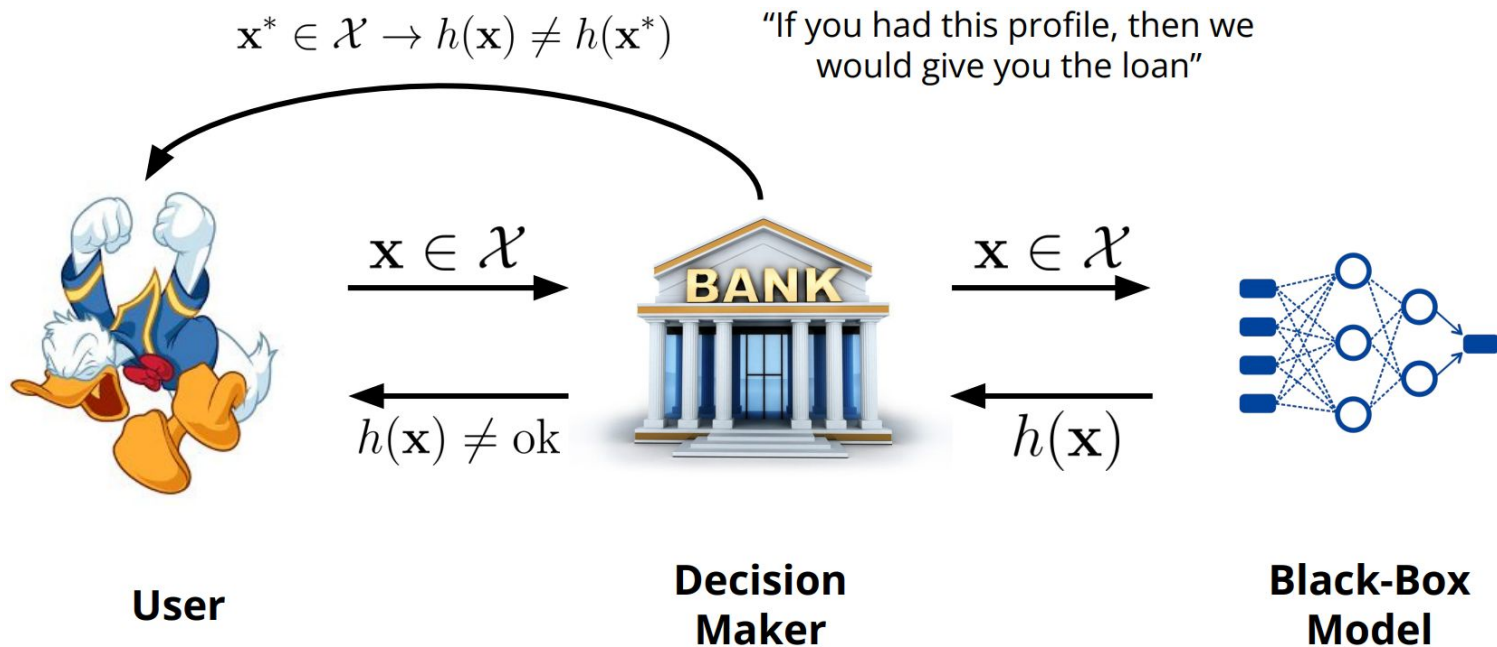 x* ∈ 𝒳 → h(x) ≠ h(x*)
“If you had this profile, then we
would give you the loan”
x ∈ 𝒳
x ∈ 𝒳
BANK
h(x) ≠ ok
h(x)
User
Decision
Maker
Black-Box
Model